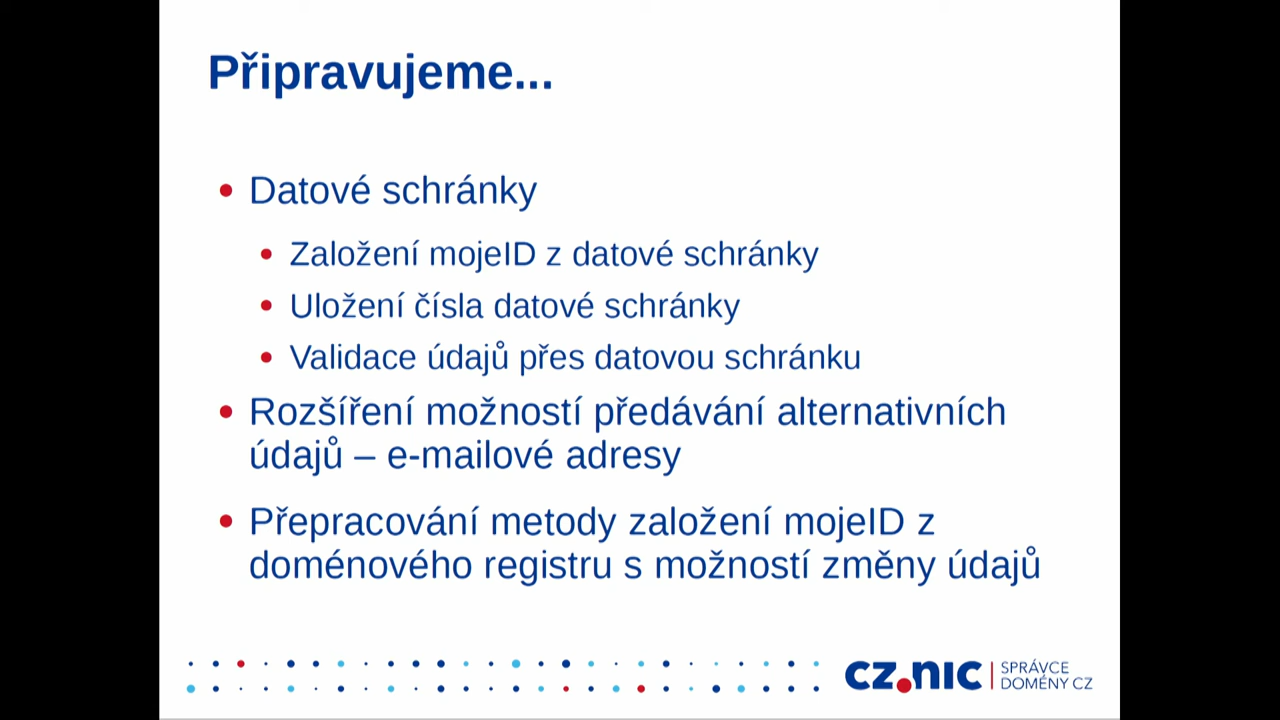 Připravujeme...
Datové schránky
Založení mojeID z datové schránky
Uložení čísla datové schránky
Validace údajů přes datovou schránku
Rozšíření možností předávání alternativních
údajů – e-mailové adresy
Přepracování metody založení mojeID z
doménového registru s možností změny údajů
CZ.NIC
SPRÁVCE
DOMÉNY CZ